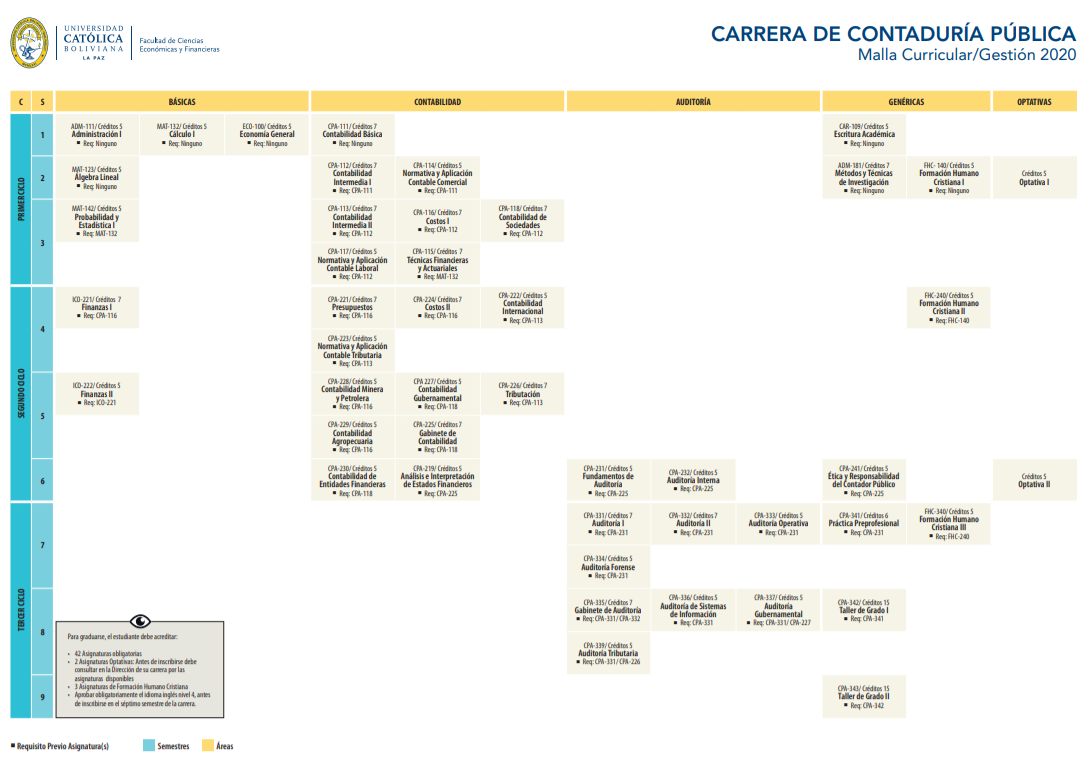 UNIVERSIDAD
CATÓLICA
BOLIVIANA
LA PAZ
Facultad de Ciencias
Económicas y Financieras
CARRERA DE CONTADURÍA PÚBLICA
Malla Curricular/Gestión 2020
C S BÁSICAS CONTABILIDAD AUDITORÍA GENÉRICAS OPTATIVAS
PRIMER CICLO
1
ADM-111/ Créditos 5
Administración I
▪ Req: Ninguno
MAT-132/ Créditos 5
Cálculo I
▪ Req: Ninguno
ECO-100/ Créditos 5
Economía General
▪ Req: Ninguno
CPA-111/ Créditos 7
Contabilidad Básica
▪ Req: Ninguno
CAR-109/ Créditos 5
Escritura Académica
▪ Req: Ninguno
2
MAT-123/ Créditos 5
Álgebra Lineal
▪ Req: Ninguno
CPA-112/ Créditos 7
Contabilidad
Intermedia I
▪ Req: CPA-111
CPA-114/ Créditos 5
Normativa y Aplicación
Contable Comercial
▪ Req: CPA-111
ADM-181/ Créditos 7
Métodos y Técnicas
de Investigación
▪ Req: Ninguno
FHC- 140/ Créditos 5
Formación Humano
Cristiana I
▪ Req: Ninguno
Créditos 5
Optativa I
3
MAT-142/ Créditos 5
Probabilidad y
Estadística I
▪ Req: MAT-132
CPA-113/ Créditos 7
Contabilidad
Intermedia II
▪ Req: CPA-112
CPA-116/ Créditos 7
Costos I
▪ Req: CPA-112
CPA-118/ Créditos 7
Contabilidad de
Sociedades
▪ Req: CPA-112
CPA-117/ Créditos 5
Normativa y Aplicación
Contable Laboral
▪ Req: CPA-112
CPA-115/ Créditos 7
Técnicas Financieras
y Actuariales
▪ Req: MAT-132
SEGUNDO CICLO
4
ICO-221/ Créditos 7
Finanzas I
▪ Req: CPA-116
CPA-221/ Créditos 7
Presupuestos
▪ Req: CPA-116
CPA-224/ Créditos 7
Costos II
▪ Req: CPA-116
CPA-222/ Créditos 5
Contabilidad
Internacional
▪ Req: CPA-113
FHC-240/ Créditos 5
Formación Humano
Cristiana II
▪ Req: FHC-140
CPA-223/ Créditos 5
Normativa y Aplicación
Contable Tributaria
▪ Req: CPA-113
5
ICO-222/ Créditos 5
Finanzas II
▪ Req: ICO-221
CPA-228/ Créditos 5
Contabilidad Minera
y Petrolera
▪ Req: CPA-116
CPA 227/ Créditos 5
Contabilidad
Gubernamental
▪ Req: CPA-118
CPA-226/ Créditos 7
Tributación
▪ Req: CPA-113
CPA-229/ Créditos 5
Contabilidad
Agropecuaria
▪ Req: CPA-116
CPA-225/ Créditos 7
Gabinete de
Contabilidad
▪ Req: CPA-118
6
CPA-230/ Créditos 5
Contabilidad de
Entidades Financieras
▪ Req: CPA-118
CPA-219/ Créditos 5
Análisis e Interpretación
de Estados Financieros
▪ Req: CPA-225
CPA-231/ Créditos 5
Fundamentos de
Auditoría
▪ Req: CPA-225
CPA-232/ Créditos 5
Auditoría Interna
▪ Req: CPA-225
CPA-241/ Créditos 5
Ética y Responsabilidad
del Contador Público
▪ Req: CPA-225
Créditos 5
Optativa II
TERCER CICLO
7
CPA-331/ Créditos 7
Auditoría I
▪ Req: CPA-231
CPA-332/ Créditos 7
Auditoría II
▪ Req: CPA-231
CPA-333/ Créditos 5
Auditoría Operativa
▪ Req: CPA-231
CPA-341/ Créditos 6
Práctica Preprofesional
▪ Req: CPA-231
FHC-340/ Créditos 5
Formación Humano
Cristiana III
▪ Req: FHC-240
CPA-334/ Créditos 5
Auditoría Forense
▪ Req: CPA-231
8
CPA-335/ Créditos 7
Gabinete de Auditoría
▪ Req: CPA-331/ CPA-332
CPA-336/ Créditos 5
Auditoría de Sistemas
de Información
▪ Req: CPA-331
CPA-337/ Créditos 5
Auditoría
Gubernamental
▪ Req: CPA-331/ CPA-227
CPA-342/ Créditos 15
Taller de Grado I
▪ Req: CPA-341
CPA-339/ Créditos 5
Auditoría Tributaria
▪ Req: CPA-331/ CPA-226
9
CPA-343/ Créditos 15
Taller de Grado II
▪ Req: CPA-342
Para graduarse, el estudiante debe acreditar:
• 42 Asignaturas obligatorias
• 2 Asignaturas Optativas: Antes de inscribirse debe
consultar en la Dirección de su carrera por las
asignaturas disponibles
• 3 Asignaturas de Formación Humano Cristiana
• Aprobar obligatoriamente el idioma inglés nivel 4, antes
de inscribirse en el séptimo semestre de la carrera.
▪ Requisito Previo Asignatura(s) Semestres Áreas